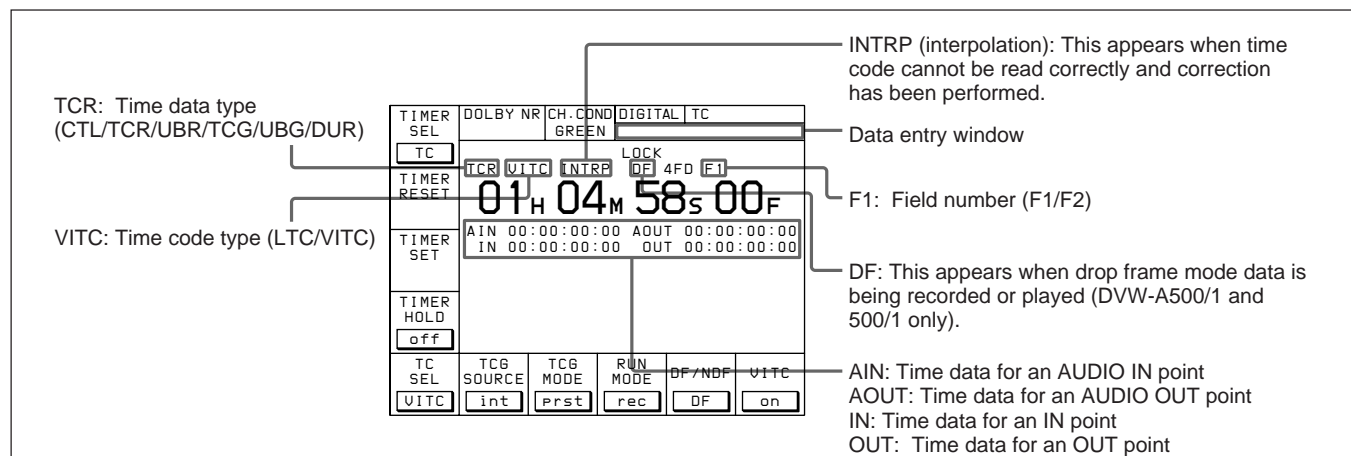 INTRP (interpolation): This appears when time
code cannot be read correctly and correction
has been performed.
TCR: Time data type
(CTL/TCR/UBR/TCG/UBG/DUR)
Data entry window
F1: Field number (F1/F2)
VITC: Time code type (LTC/VITC)
DF: This appears when drop frame mode data is
being recorded or played (DVW-A500/1 and
500/1 only).
AIN: Time data for an AUDIO IN point
AOUT: Time data for an AUDIO OUT point
IN: Time data for an IN point
OUT: Time data for an OUT point
TIMER
SEL
TC
TIMER
RESET
TIMER
SET
TIMER
HOLD
off
DOLBY NR CH.COND DIGITAL TC
GREEN
LOCK
TCR VITC INTRP DF 4FD F1
01H 04M 58S 00F
AIN 00:00:00:00 AOUT 00:00:00:00
IN 00:00:00:00 OUT 00:00:00:00
TC
SEL
VITC
TCG
SOURCE
int
TCG
MODE
prst
RUN
MODE
rec
DF/NDF
DF
VITC
on